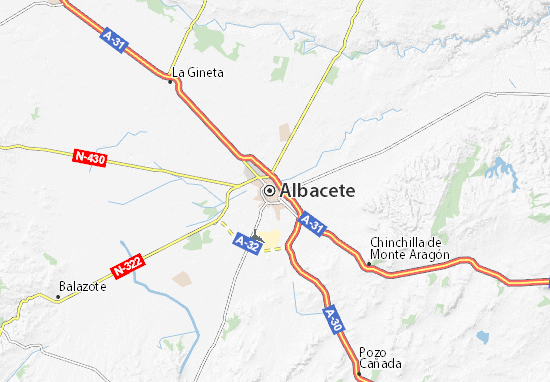 A-31
La Gineta
N-430
Albacete
A-31
A-32
Chinchilla de
Monte Aragón
N-322
Balazote
A-30
Pozo
Cañada